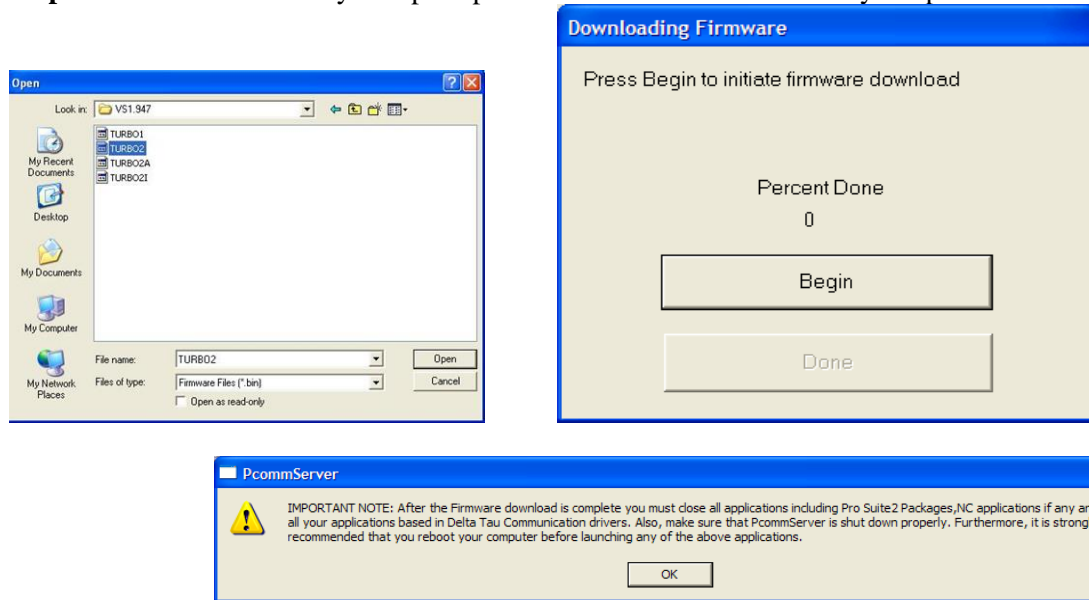 Open
Look in:
VS1.947
TURBO1
TURBO2
TURBO2A
TURBO2I
My Recent
Documents
Desktop
My Documents
My Computer
My Network
Places
File name:
TURBO2
Open
Files of type:
Firmware Files (*.bin)
Cancel
Open as read-only
Downloading Firmware
Press Begin to initiate firmware download
Percent Done
0
Begin
Done
PcommServer
IMPORTANT NOTE: After the Firmware download is complete you must close all applications including Pro Suite2 Packages,NC applications if any
all your applications based in Delta Tau Communication drivers. Also, make sure that PcommServer is shut down properly. Furthermore, it is
recommended that you reboot your computer before launching any of the above applications.
OK